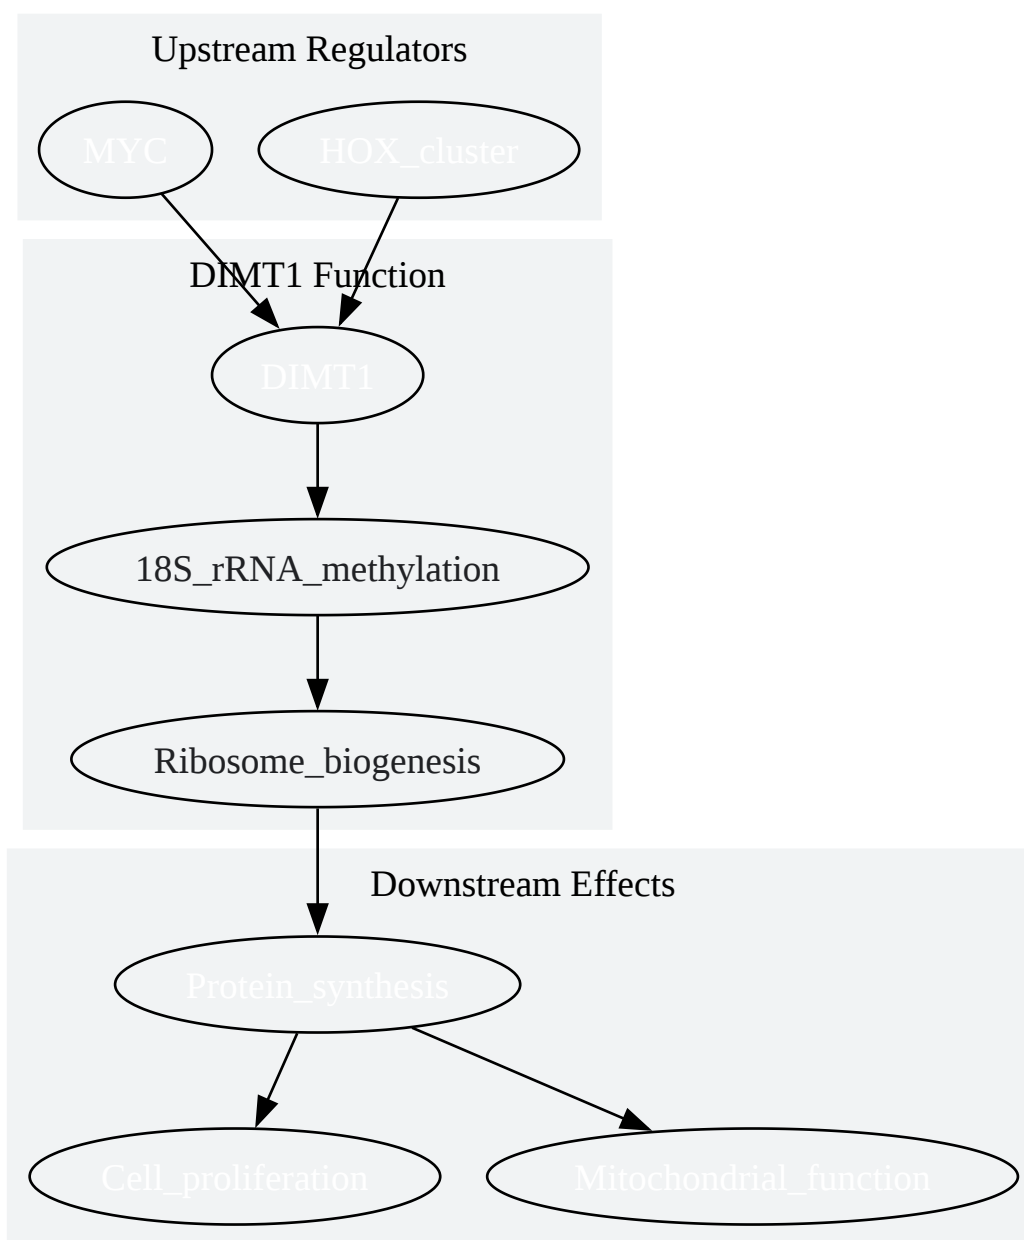 Upstream Regulators
MYC
HOX_cluster
DIMT1 Function
DIMT1
18S_rRNA_methylation
Ribosome_biogenesis
Downstream Effects
Protein_synthesis
Cell_proliferation
Mitochondrial_function